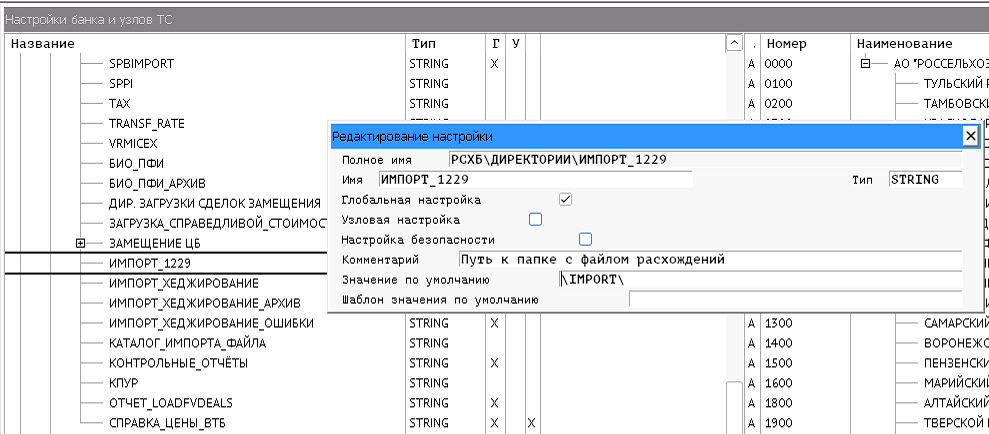 Настройки банка и узлов ТС
Название Тип Г У . Номер Наименование
SPBIMPORT STRING X A 0000 АО "РОССЕЛЬХОЗ
SPPI STRING A 0100 ТУЛЬСКИЙ
TAX STRING A 0200 ТАМБОВСКИ
TRANSF_RATE
VRMICEX
БИО_ПФИ
БИО_ПФИ_АРХИВ
ДИР. ЗАГРУЗКИ СДЕЛОК ЗАМЕЩЕНИЯ
ЗАГРУЗКА_СПРАВЕДЛИВОЙ_СТОИМОСТ
ЗАМЕЩЕНИЕ ЦБ
ИМПОРТ_1229
ИМПОРТ_ХЕДЖИРОВАНИЕ
ИМПОРТ_ХЕДЖИРОВАНИЕ_АРХИВ
Редактирование настройки
Полное имя РСХБ\ДИРЕКТОРИИ\ИМПОРТ_1229
Имя ИМПОРТ_1229 Тип STRING
Глобальная настройка
Узловая настройка
Настройка безопасности
Комментарий Путь к папке с файлом расхождений
Значение по умолчанию \IMPORT\
Шаблон значения по умолчанию
ИМПОРТ_ХЕДЖИРОВАНИЕ_ОШИБКИ STRING X A 1300 САМАРСКИЙ
КАТАЛОГ_ИМПОРТА_ФАЙЛА STRING A 1400 ВОРОНЕЖС
КОНТРОЛЬНЫЕ_ОТЧЁТЫ STRING X A 1500 ПЕНЗЕНСКИ
КПУР STRING A 1600 МАРИЙСКИЙ
ОТЧЕТ_LOADFVDEALS STRING X A 1800 АЛТАЙСКИЙ
СПРАВКА_ЦЕНЫ_ВТБ STRING X X A 1900 ТВЕРСКОЙ